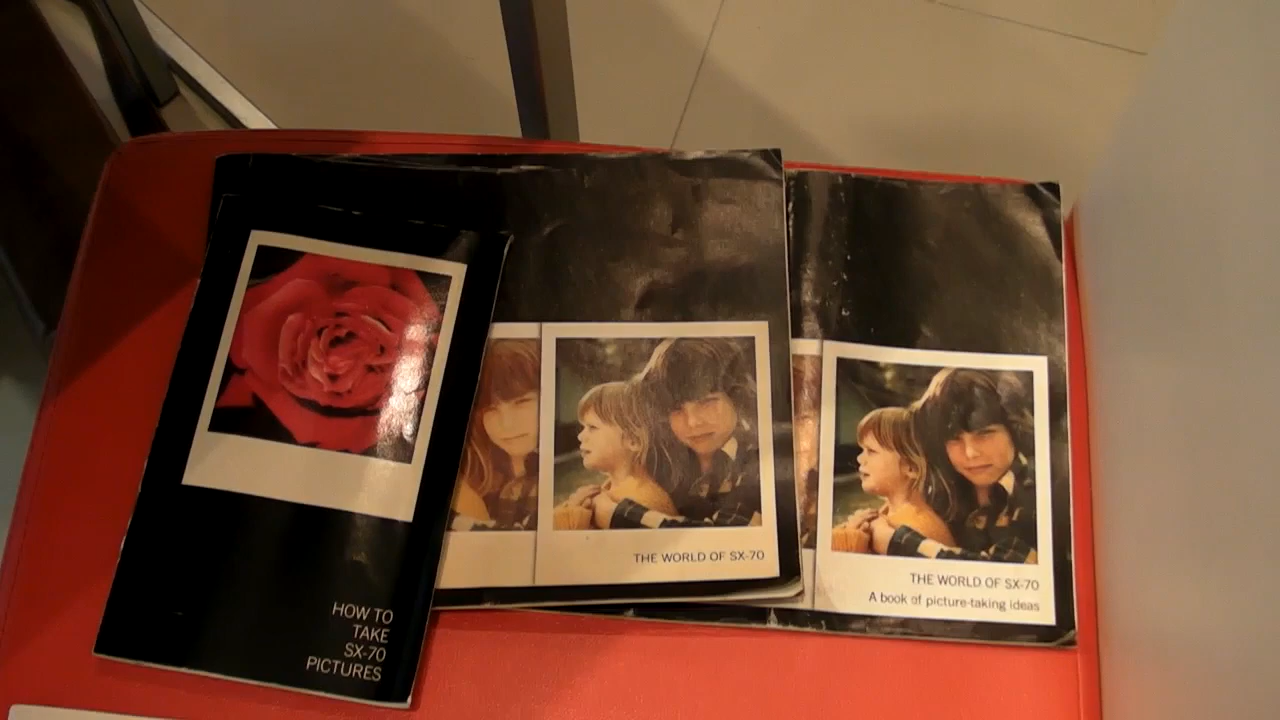 HOW TO
TAKE
SX-70
PICTURES
THE WORLD OF SX-70
THE WORLD OF SX-70
A book of picture-taking ideas